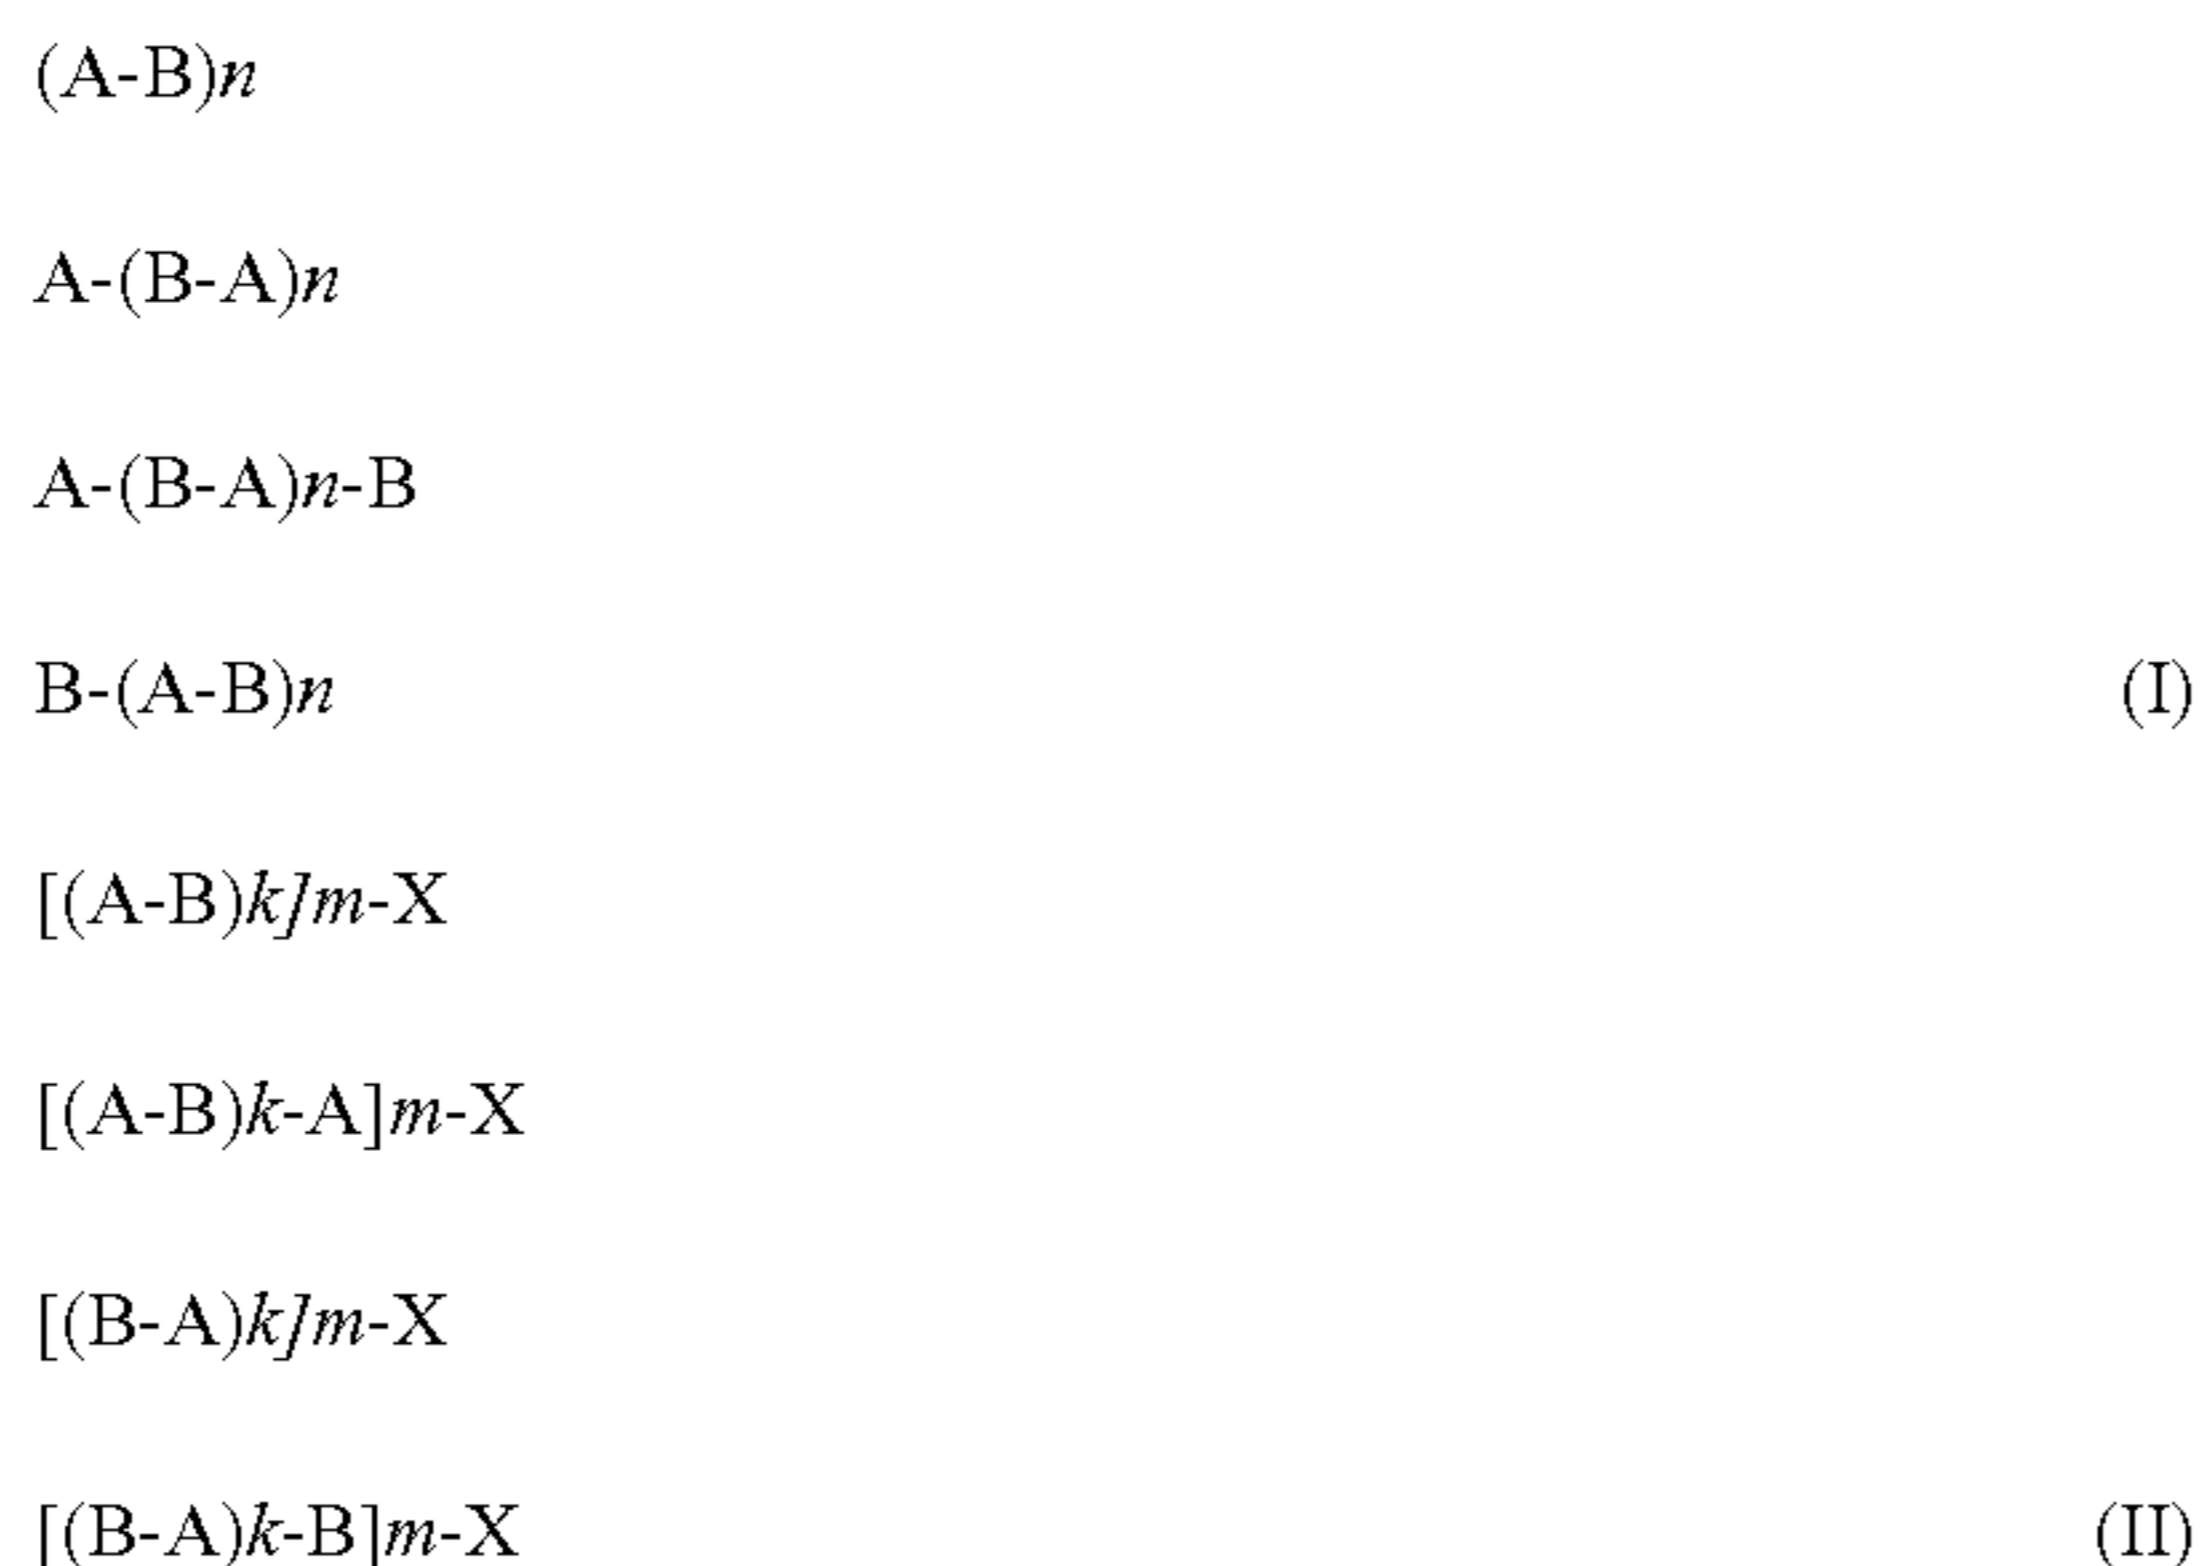 (A-B)n
A-(B-A)n
A-(B-A)n-B
B-(A-B)n (I)
[(A-B)k]m-X
[(A-B)k-A]m-X
[(B-A)k]m-X
[(B-A)k-B]m-X (II)